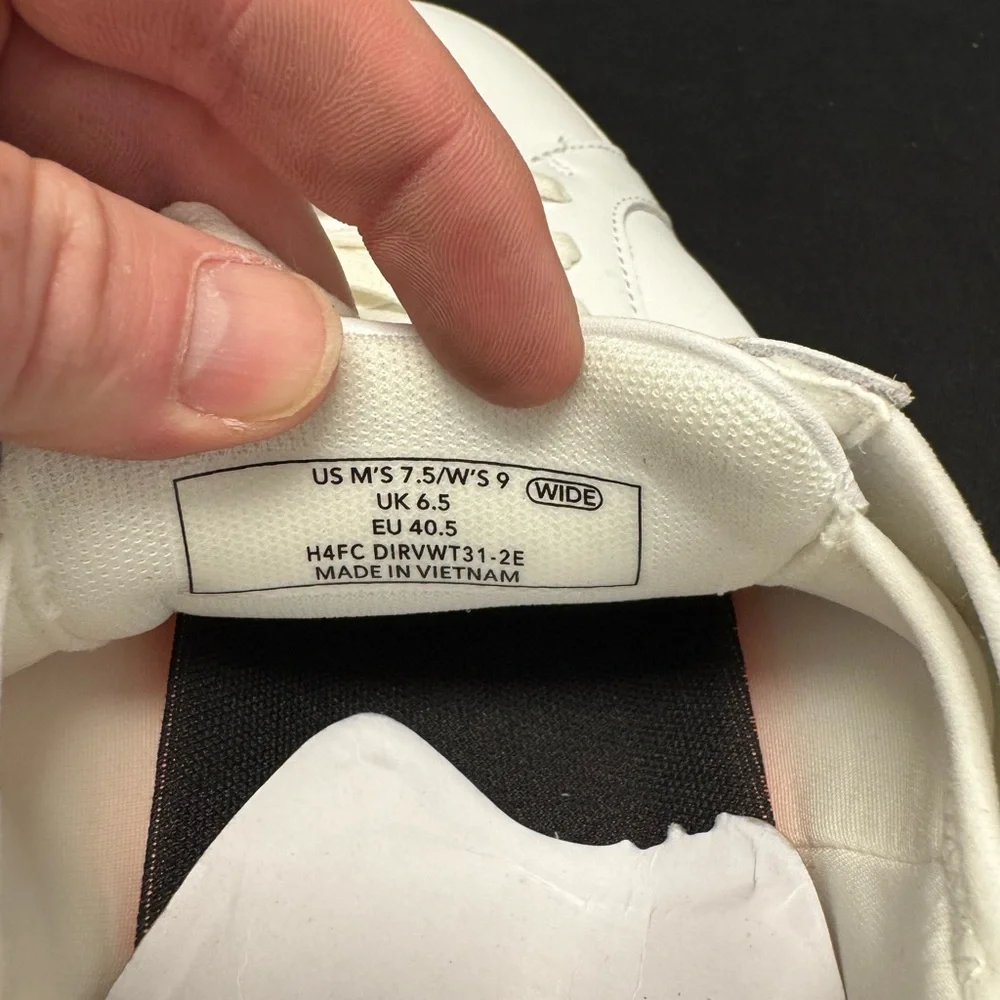 US M'S 7.5/W'S 9 WIDE
UK 6.5
EU 40.5
H4FC DIRVWT31-2E
MADE IN VIETNAM